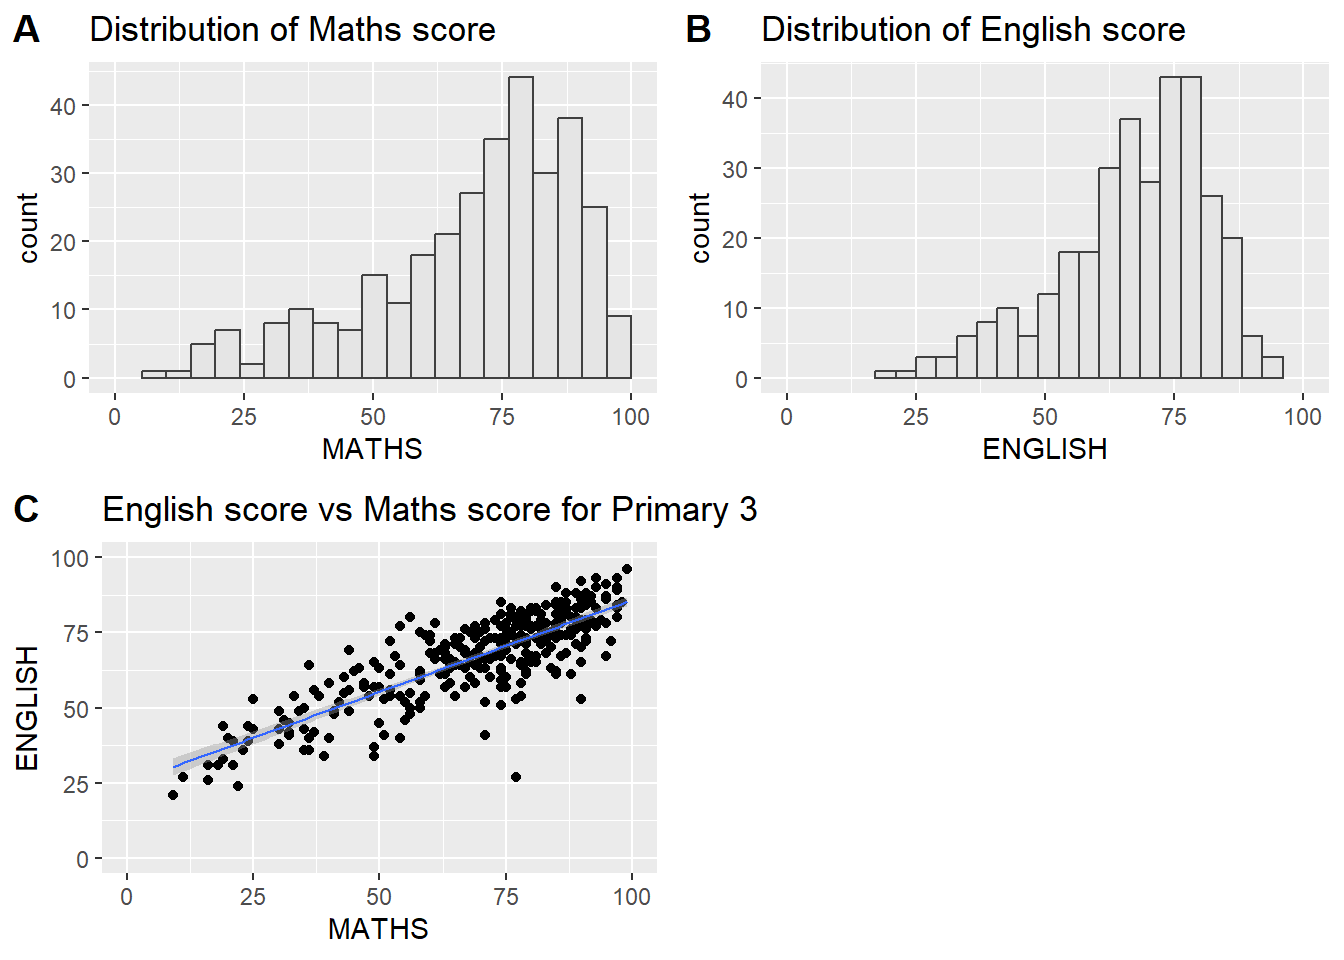 A Distribution of Maths score
40
30
20
10
0
count
0 25 50 75 100
MATHS
B Distribution of English score
40
30
20
10
0
count
0 25 50 75 100
ENGLISH
C English score vs Maths score for Primary 3
100
75
50
25
0
ENGLISH
0 25 50 75 100
MATHS